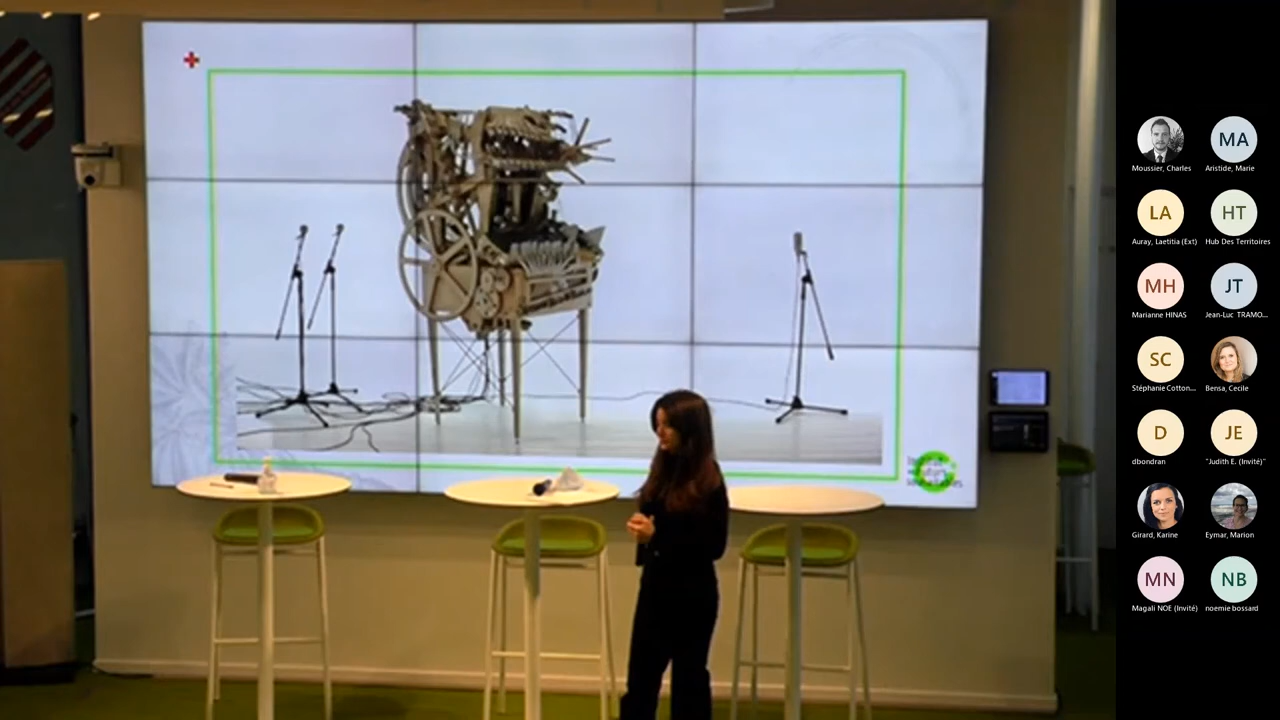 Moussier, Charles
MA
Aristide, Marie
LA
Auray, Laetitia (Ext)
HT
Hub Des Territoires
MH
Marianne HINAS
JT
Jean-Luc TRAMO...
SC
Stéphanie Cotton...
Bensa, Cecile
D
dbondran
JE
"Judith E. (Invité)"
Girard, Karine
Eymar, Marion
MN
Magali NOE (Invité)
NB
noemie bossard